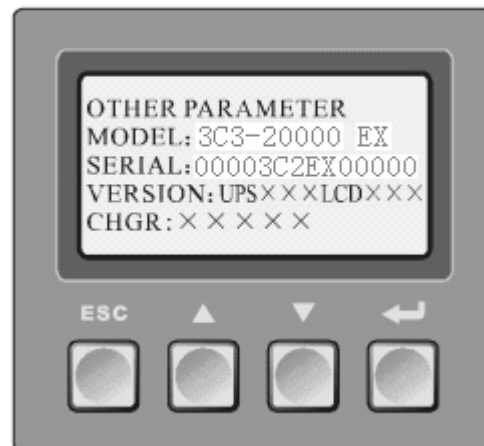 OTHER PARAMETER
MODEL: 3C3-20000 EX
SERIAL: 00003C2EX00000
VERSION: UPS×××LCD×××
CHGR: ×××××
ESC